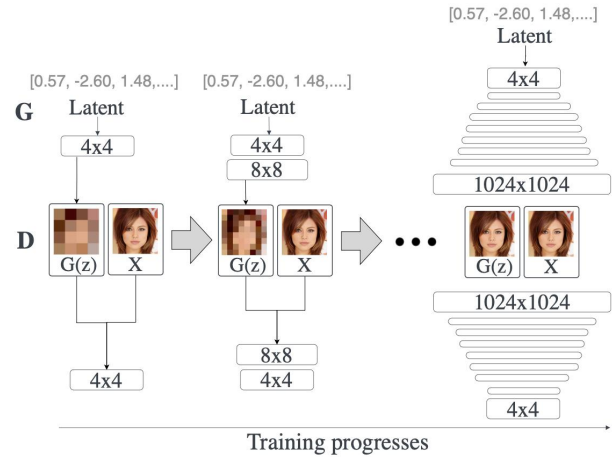 [0.57, -2.60, 1.48,....]
Latent
4x4
1024x1024
[0.57, -2.60, 1.48,....] [0.57, -2.60, 1.48,....]
G Latent Latent
4x4 4x4
8x8
D G(z) X G(z) X G(z) X
1024x1024
8x8
4x4 4x4 4x4
Training progresses